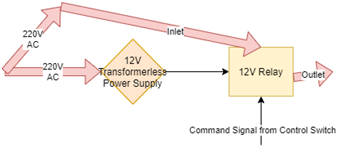 220V
AC
Inlet
220V
AC
12V
Transformerless
Power Supply
12V Relay
Outlet
Command Signal from Control Switch